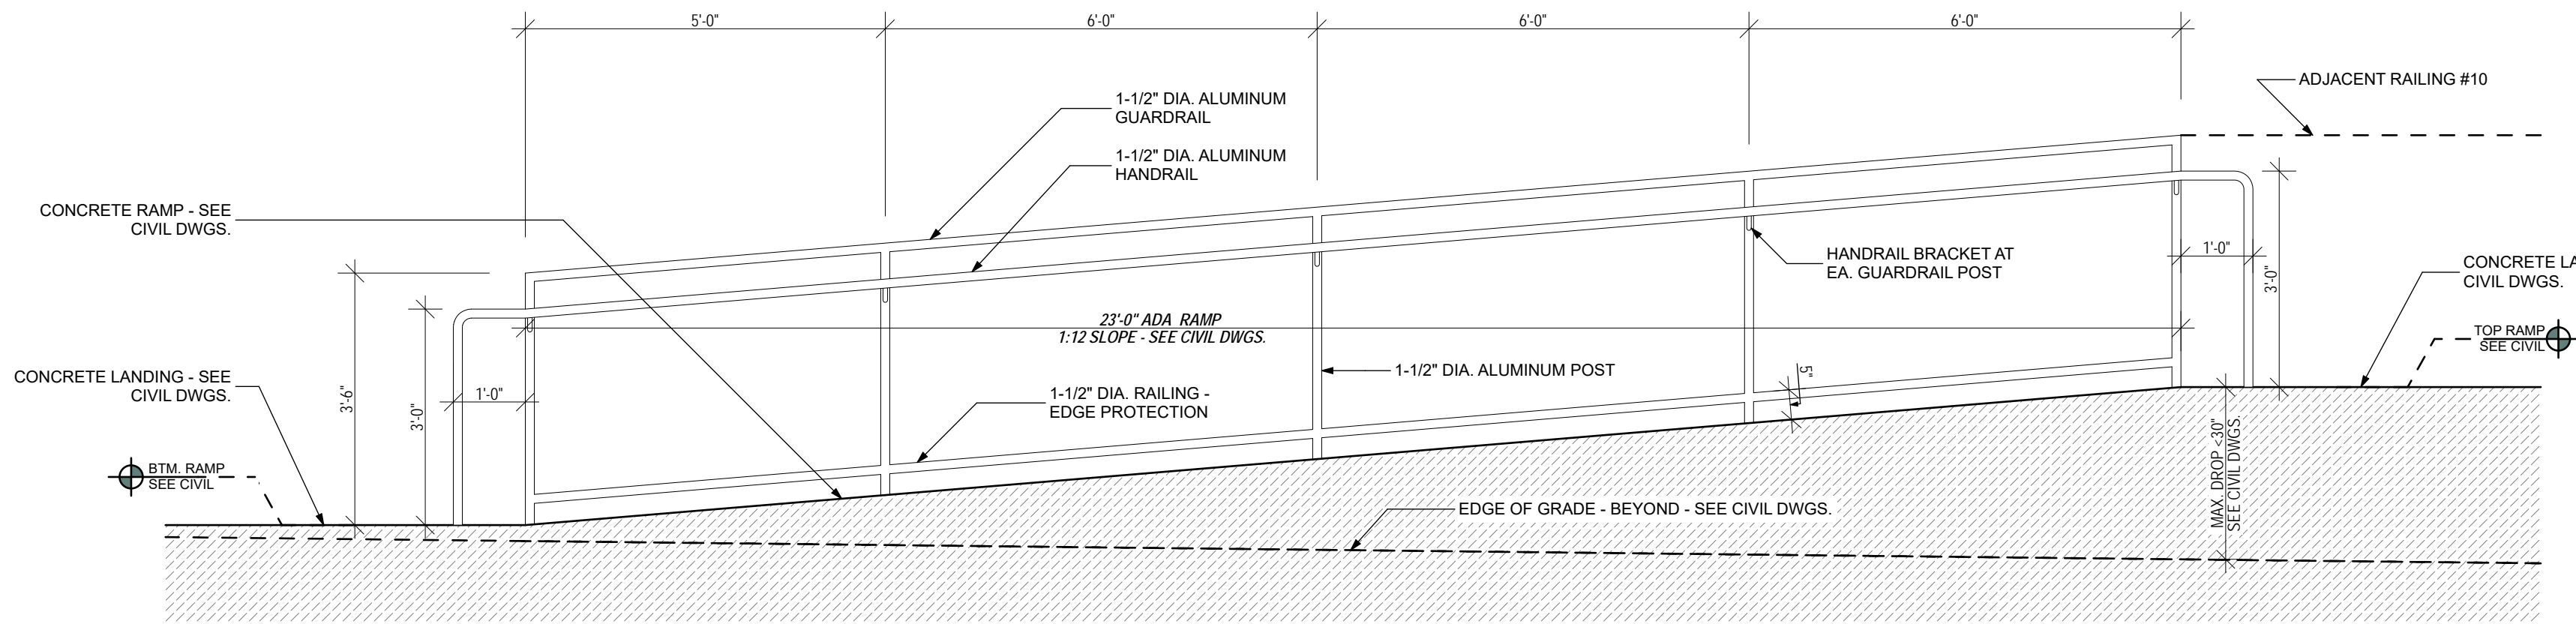 5'-0"
6'-0"
6'-0"
6'-0"
ADJACENT RAILING #10
1-1/2" DIA. ALUMINUM
GUARDRAIL
1-1/2" DIA. ALUMINUM
HANDRAIL
CONCRETE RAMP - SEE
CIVIL DWGS.
HANDRAIL BRACKET AT
EA. GUARDRAIL POST
1'-0"
3'-0"
CONCRETE LA
CIVIL DWGS.
23'-0" ADA RAMP
1:12 SLOPE - SEE CIVIL DWGS.
TOP RAMP
SEE CIVIL
CONCRETE LANDING - SEE
CIVIL DWGS.
3'-6"
3'-0"
1'-0"
1-1/2" DIA. ALUMINUM POST
5"
1-1/2" DIA. RAILING -
EDGE PROTECTION
BTM. RAMP
SEE CIVIL
MAX. DROP <30"
SEE CIVIL DWGS.
EDGE OF GRADE - BEYOND - SEE CIVIL DWGS.